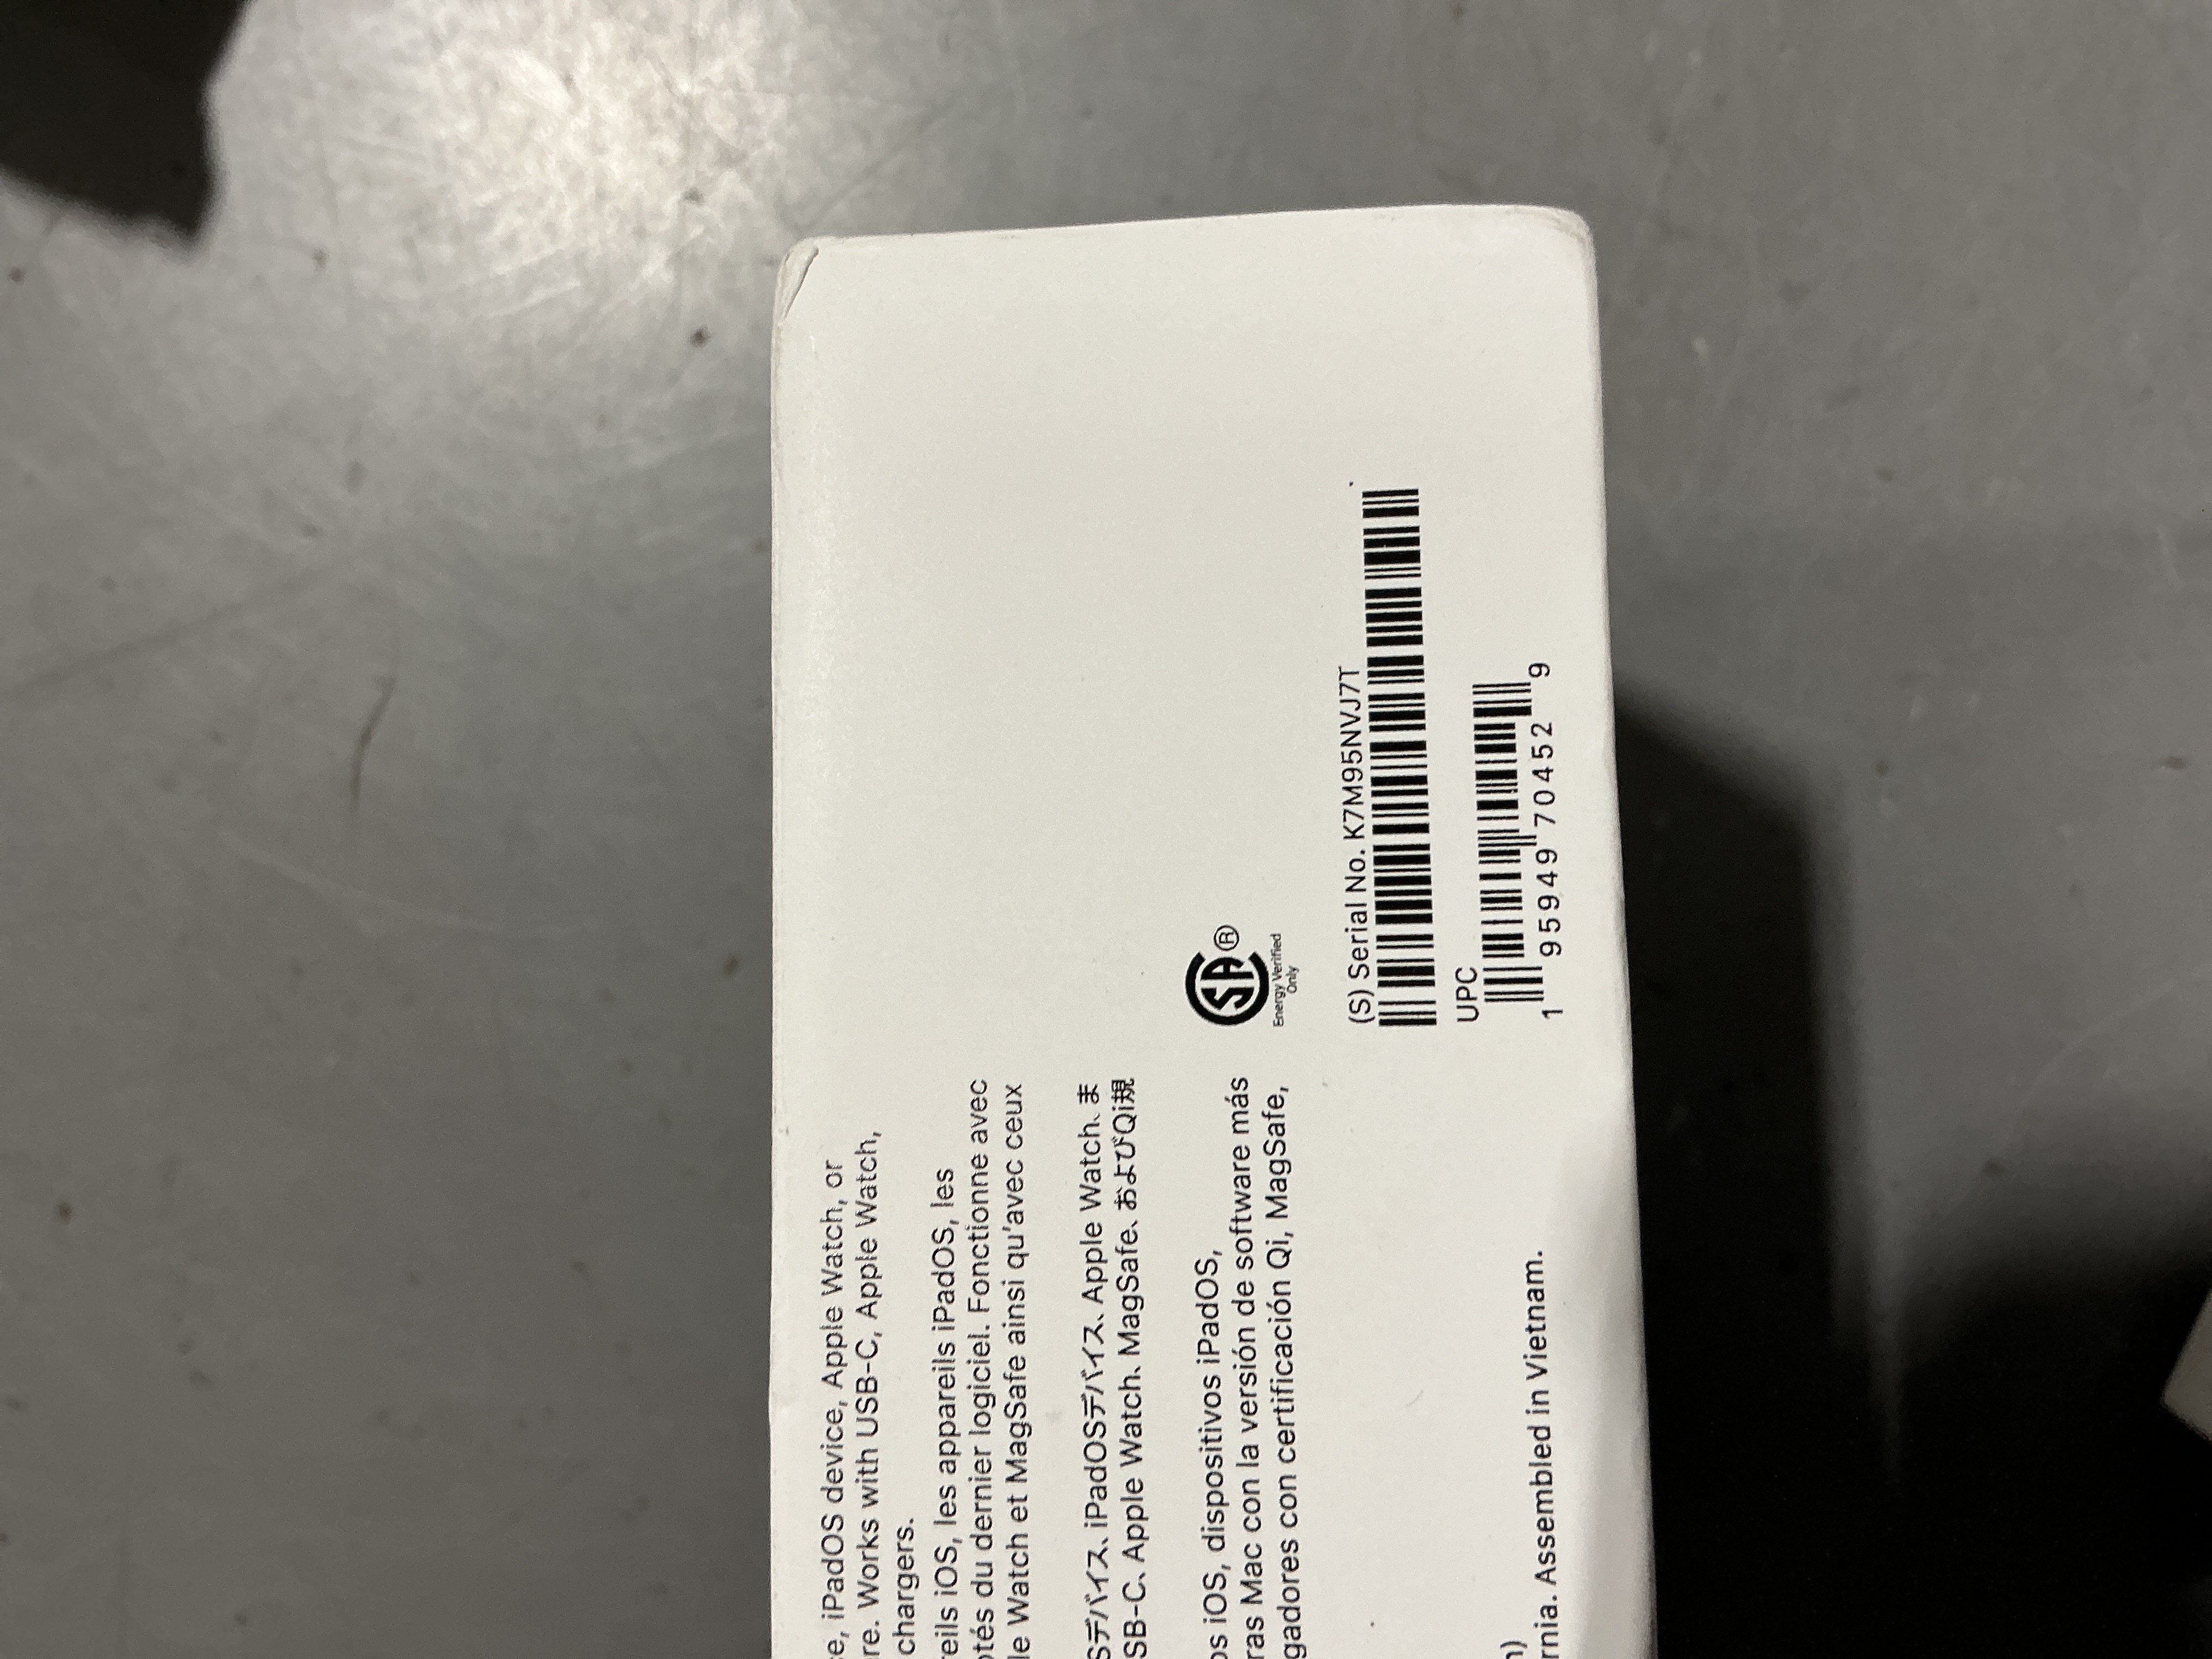 e, iPadOS device, Apple Watch, or
re. Works with USB-C, Apple Watch,
chargers.
reils iOS, les appareils iPadOS, les
otés du dernier logiciel. Fonctionne avec
le Watch et MagSafe ainsi qu'avec ceux
Sデバイス、iPadOSデバイス、Apple Watch、ま
SB-C、Apple Watch、MagSafe、およびQi規
os iOS, dispositivos iPadOS,
ras Mac con la versión de software más
gadores con certificación Qi, MagSafe,
n)
rnia. Assembled in Vietnam.
SA®
Energy Verified
Only
(S) Serial No. K7M95NVJ7T
UPC
1 95949 70452 9